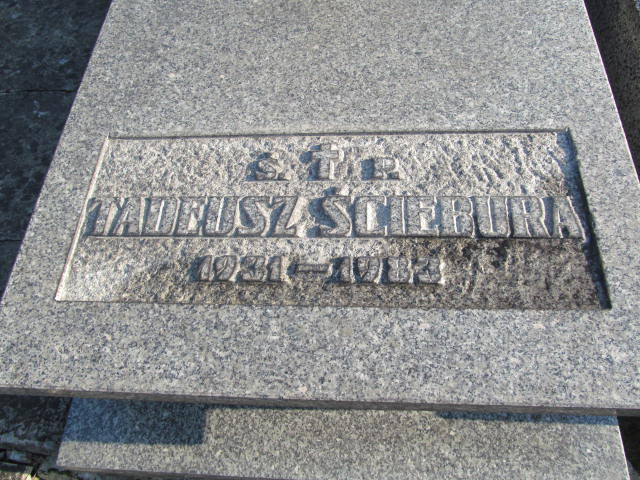 Ś. † P.
TADEUSZ ŚCIEBURA
1931 – 1983